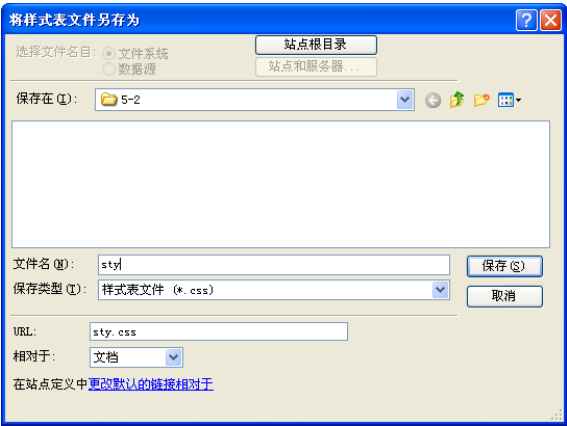 将样式表文件另存为
选择文件名自: 文件系统 站点根目录
数据源 站点和服务器...
保存在(I): 5-2
文件名(N): sty 保存(S)
保存类型(T): 样式表文件 (*.css) 取消
URL: sty.css
相对于: 文档
在站点定义中更改默认的链接相对于